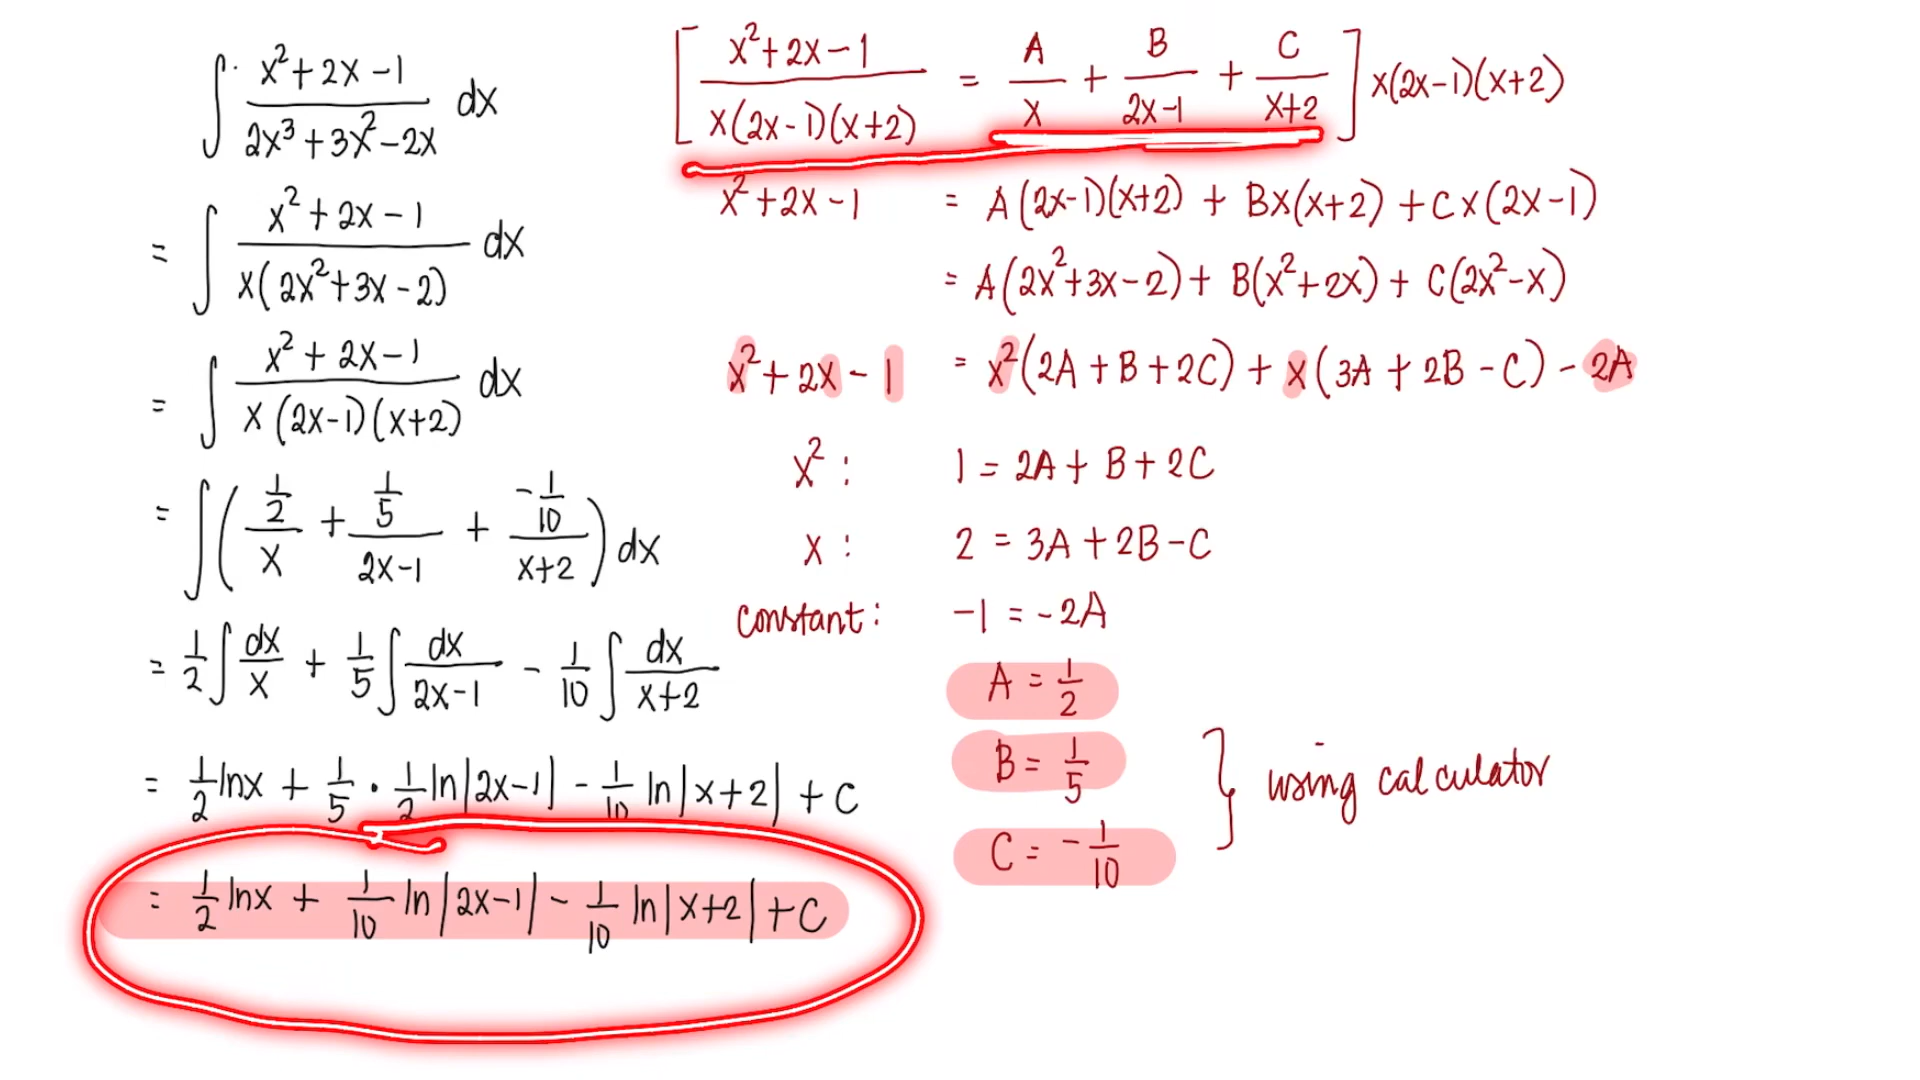 ∫ (x²+2x-1)/(2x³+3x²-2x) dx
= ∫ (x²+2x-1)/(x(2x²+3x-2)) dx
= ∫ (x²+2x-1)/(x(2x-1)(x+2)) dx
= ∫ ((1/2)/x + (1/5)/(2x-1) + (-1/10)/(x+2)) dx
= 1/2 ∫ dx/x + 1/5 ∫ dx/(2x-1) - 1/10 ∫ dx/(x+2)
= 1/2 lnx + 1/5 · 1/2 ln|2x-1| - 1/10 ln|x+2| + C
= 1/2 lnx + 1/10 ln|2x-1| - 1/10 ln|x+2| + C
[(x²+2x-1)/(x(2x-1)(x+2)) = A/x + B/(2x-1) + C/(x+2)] x(2x-1)(x+2)
x²+2x-1 = A(2x-1)(x+2) + Bx(x+2) + Cx(2x-1)
= A(2x²+3x-2) + B(x²+2x) + C(2x²-x)
x²+2x-1 = x²(2A+B+2C) + x(3A+2B-C) - 2A
x²: 1 = 2A+B+2C
x: 2 = 3A+2B-C
constant: -1 = -2A
A = 1/2
B = 1/5
C = -1/10
} using calculator